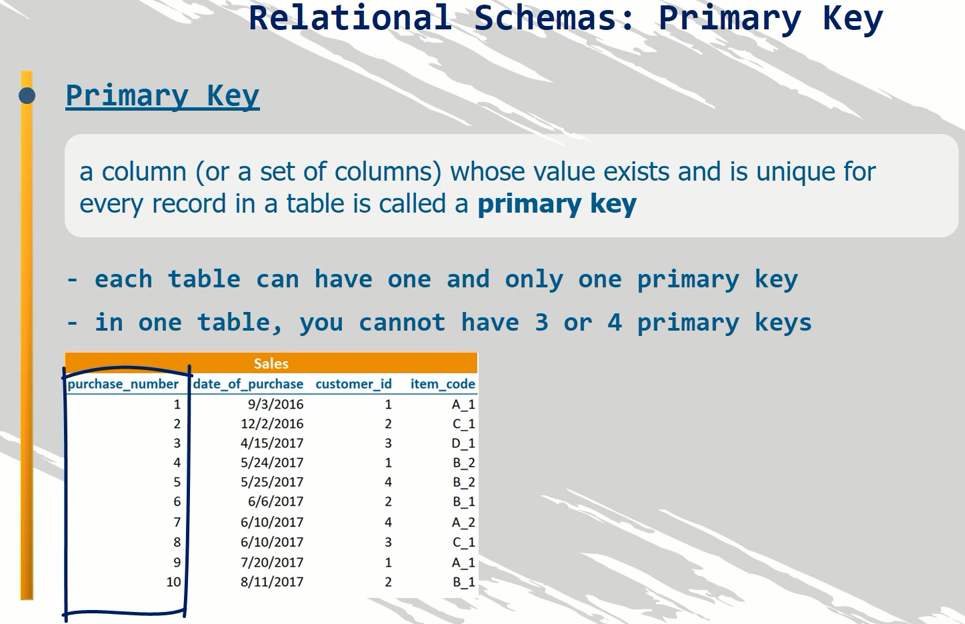 Relational Schemas: Primary Key
Primary Key
a column (or a set of columns) whose value exists and is unique for
every record in a table is called a primary key
- each table can have one and only one primary key
- in one table, you cannot have 3 or 4 primary keys
Sales
purchase_number date_of_purchase customer_id item_code
1 9/3/2016 1 A_1
2 12/2/2016 2 C_1
3 4/15/2017 3 D_1
4 5/24/2017 1 B_2
5 5/25/2017 4 B_2
6 6/6/2017 2 B_1
7 6/10/2017 4 A_2
8 6/10/2017 3 C_1
9 7/20/2017 1 A_1
10 8/11/2017 2 B_1